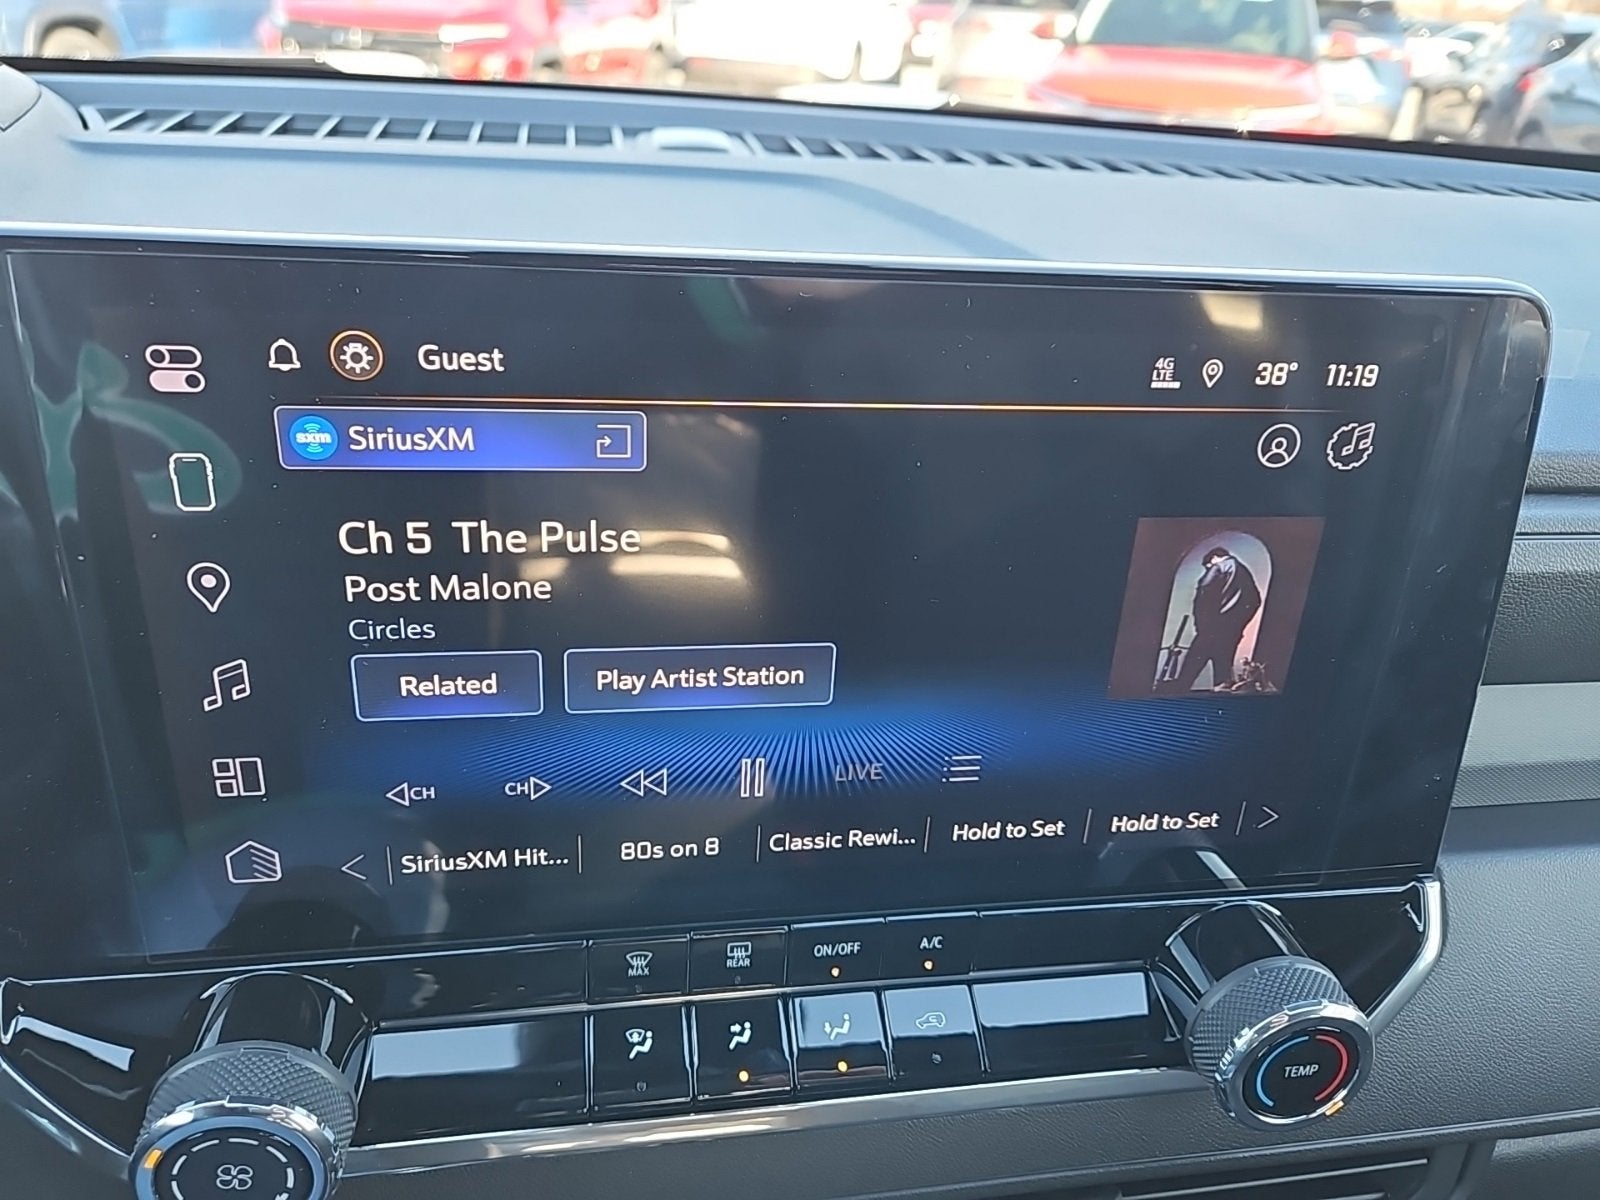 Guest
4G
LTE
38°
11:19
sxm SiriusXM
Ch 5 The Pulse
Post Malone
Circles
Related
Play Artist Station
CH
CH
LIVE
SiriusXM Hit...
80s on 8
Classic Rewi...
Hold to Set
Hold to Set
MAX
REAR
ON/OFF
A/C
TEMP